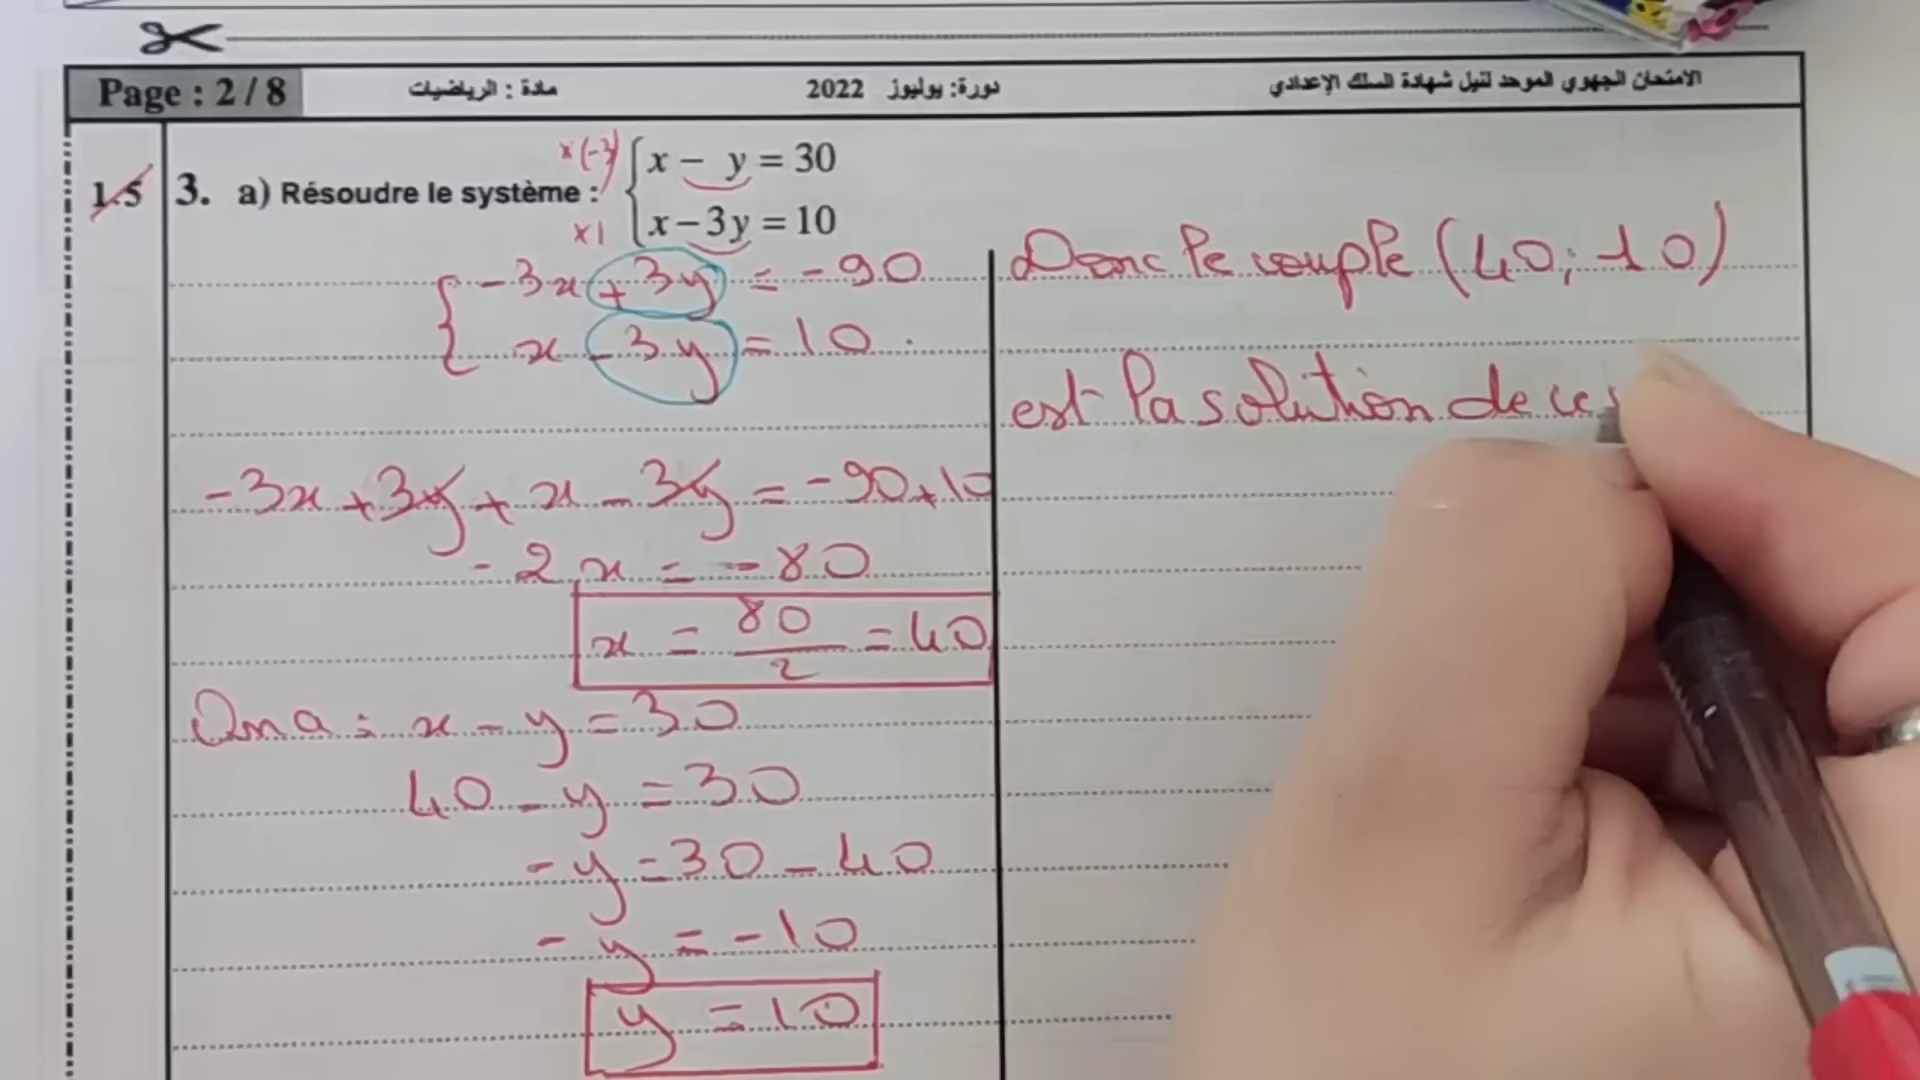 Page : 2 / 8
مادة : الرياضيات
دورة: يوليوز 2022
الامتحان الجهوي الموحد لنيل شهادة السلك الإعدادي
1.5
3. a) Résoudre le système :
×(-3)
x - y = 30
×1
x - 3y = 10
-3x + 3y = -90
x - 3y = 10
-3x + 3y + x - 3y = -90 + 10
-2x = -80
x = 80/2 = 40
On a : x - y = 30
40 - y = 30
-y = 30 - 40
-y = -10
y = 10
Donc le couple (40; 10)
est la solution de ce